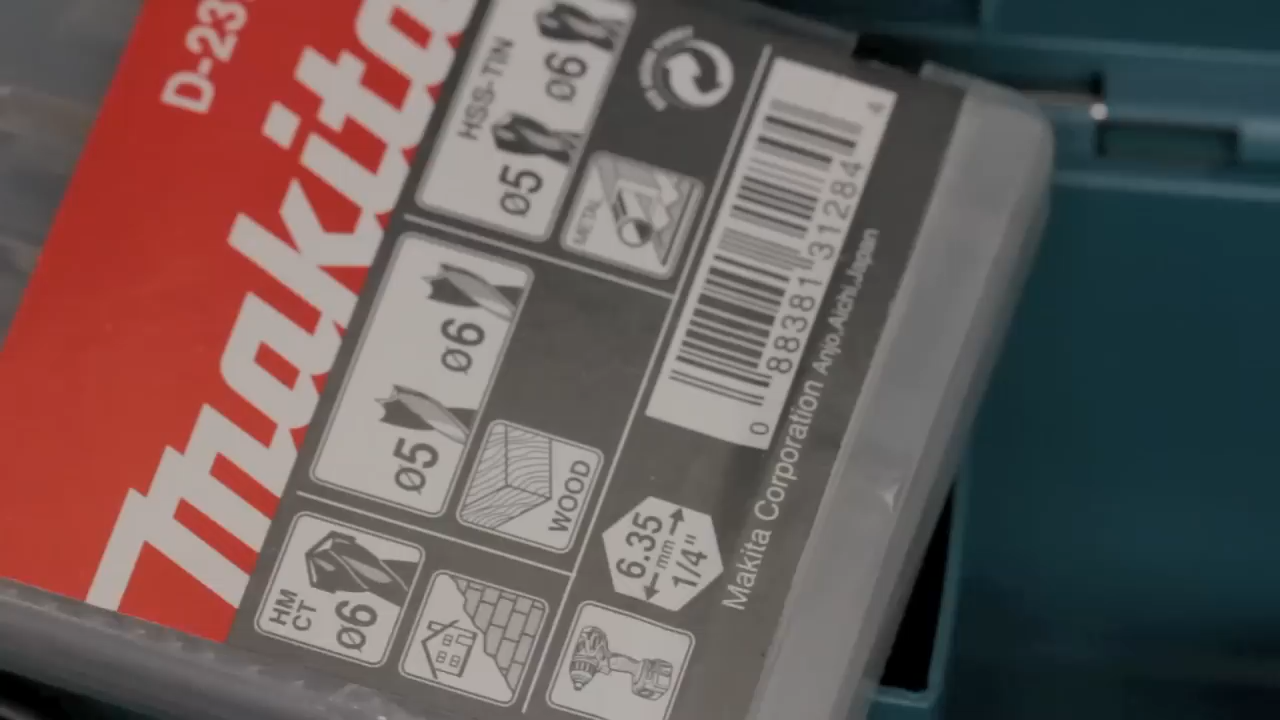 makita
D-23
HM
CT
ø6
ø5
ø6
WOOD
HSS-TIN
ø5
ø6
METAL
6.35
mm
1/4"
0 88381 31284 4
Makita Corporation Anjo,Aichi,Japan